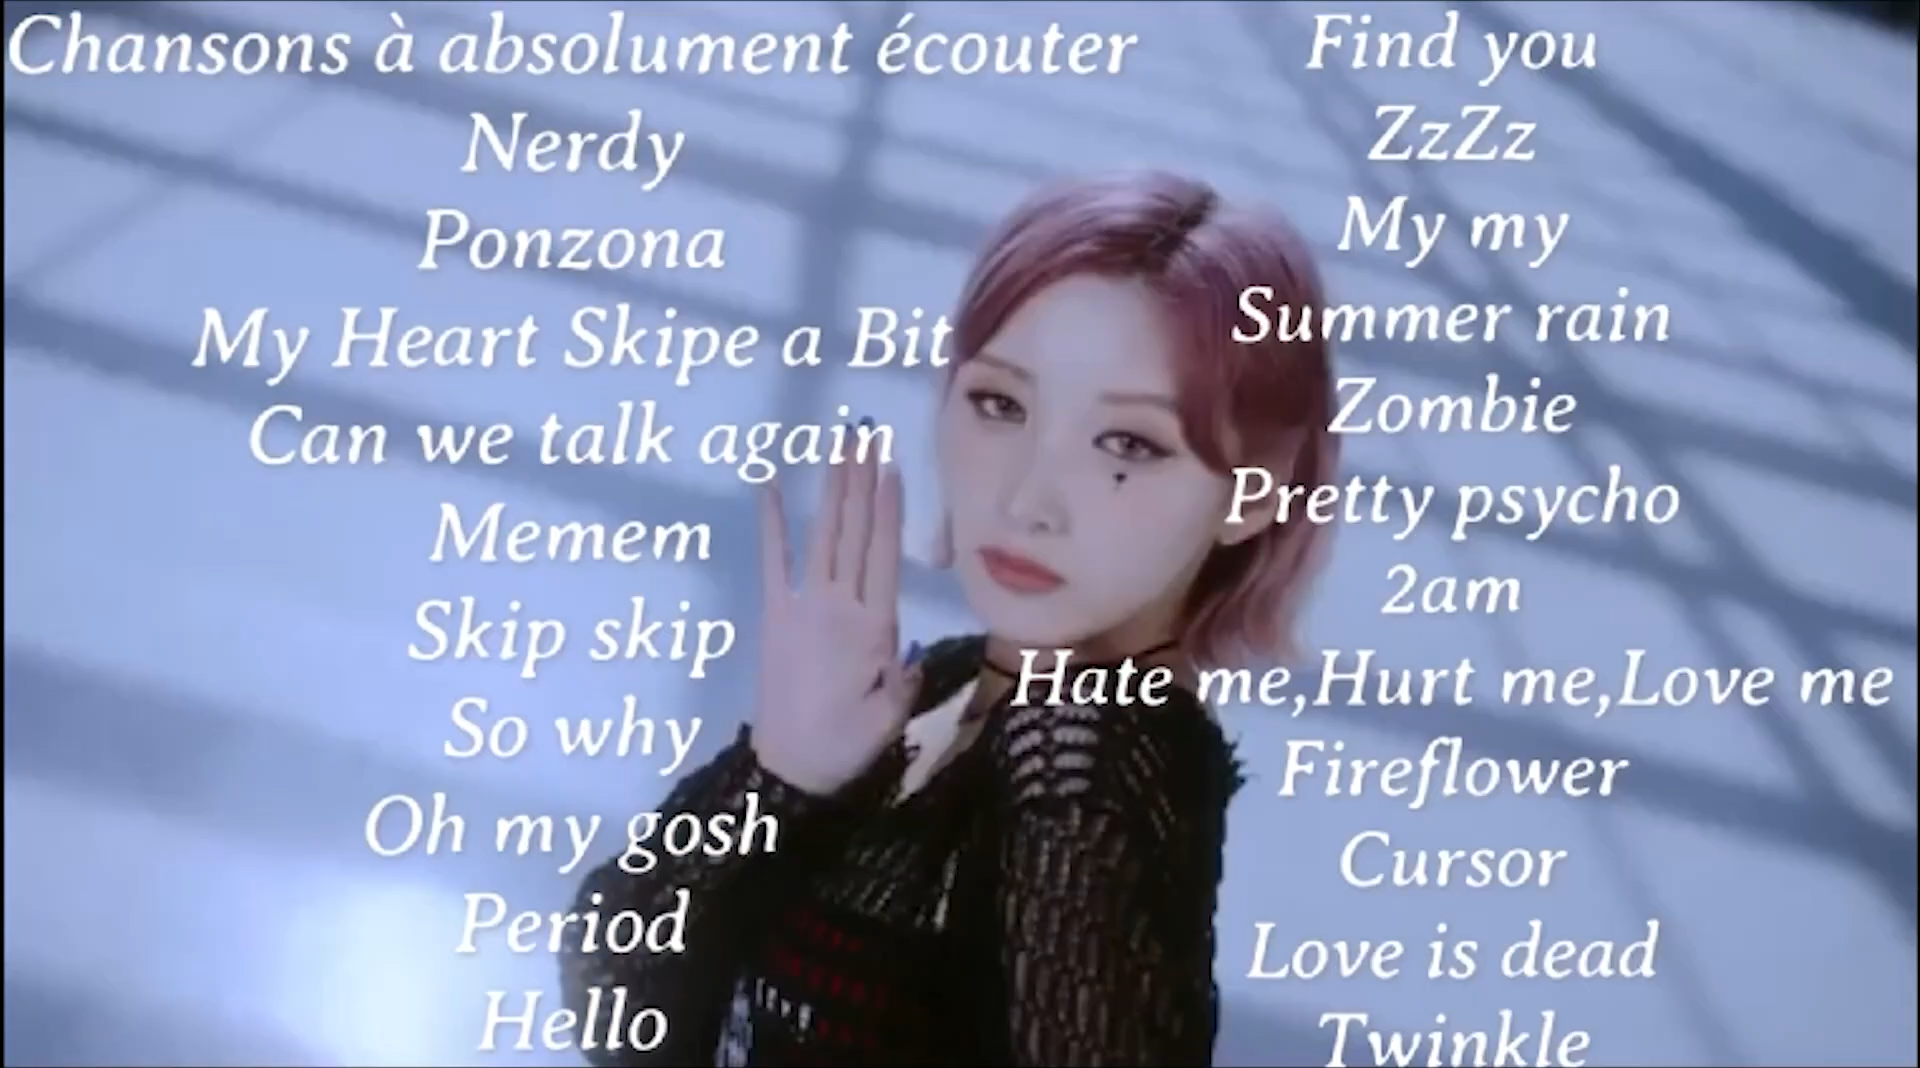 Chansons à absolument écouter
Nerdy
Ponzona
My Heart Skipe a Bit
Can we talk again
Memem
Skip skip
So why
Oh my gosh
Period
Hello
Find you
ZzZz
My my
Summer rain
Zombie
Pretty psycho
2am
Hate me,Hurt me,Love me
Fireflower
Cursor
Love is dead
Twinkle